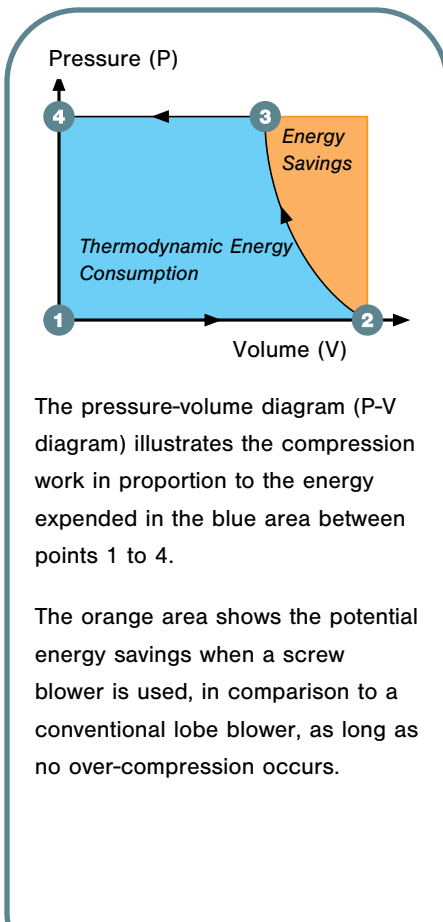 Pressure (P)
4
3
Energy
Savings
Thermodynamic Energy
Consumption
1
2
Volume (V)
The pressure-volume diagram (P-V
diagram) illustrates the compression
work in proportion to the energy
expended in the blue area between
points 1 to 4.
The orange area shows the potential
energy savings when a screw
blower is used, in comparison to a
conventional lobe blower, as long as
no over-compression occurs.